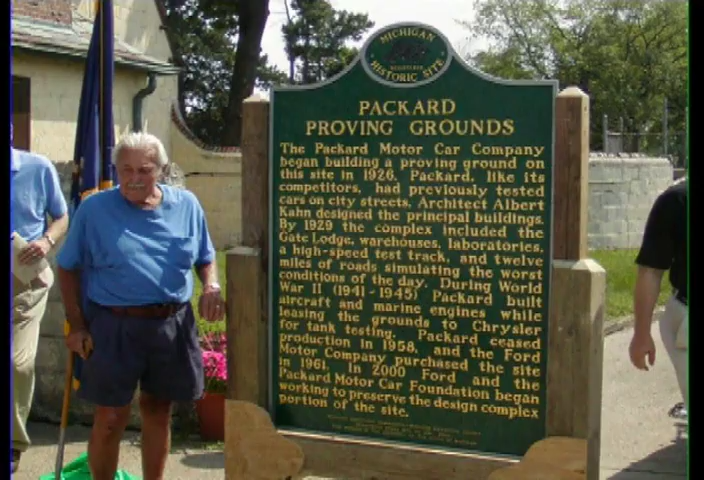 MICHIGAN
REGISTERED
HISTORIC SITE
PACKARD
PROVING GROUNDS
The Packard Motor Car Company
began building a proving ground on
this site in 1926. Packard, like its
competitors, had previously tested
cars on city streets. Architect Albert
Kahn designed the principal buildings.
By 1929 the complex included the
Gate Lodge, warehouses, laboratories,
a high-speed test track, and twelve
miles of roads simulating the worst
conditions of the day. During World
War II (1941-1945) Packard built
aircraft and marine engines while
leasing the grounds to Chrysler
for tank testing. Packard ceased
production in 1958, and the Ford
Motor Company purchased the site
in 1961. In 2000 Ford and the
Packard Motor Car Foundation began
working to preserve the design complex
portion of the site.